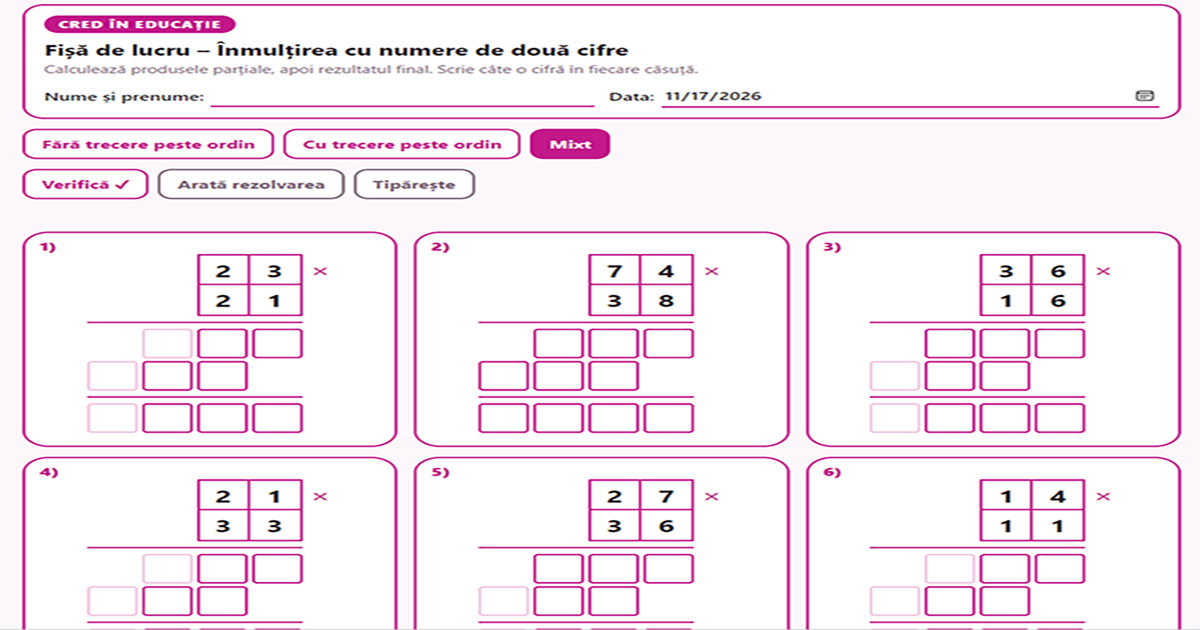 CRED ÎN EDUCAȚIE
Fișă de lucru – Înmulțirea cu numere de două cifre
Calculează produsele parțiale, apoi rezultatul final. Scrie câte o cifră în fiecare căsuță.
Nume și prenume: Data: 11/17/2026
Fără trecere peste ordin Cu trecere peste ordin Mixt
Verifică ✓ Arată rezolvarea Tipărește
1)
2 3 ×
2 1
2)
7 4 ×
3 8
3)
3 6 ×
1 6
4)
2 1 ×
3 3
5)
2 7 ×
3 6
6)
1 4 ×
1 1